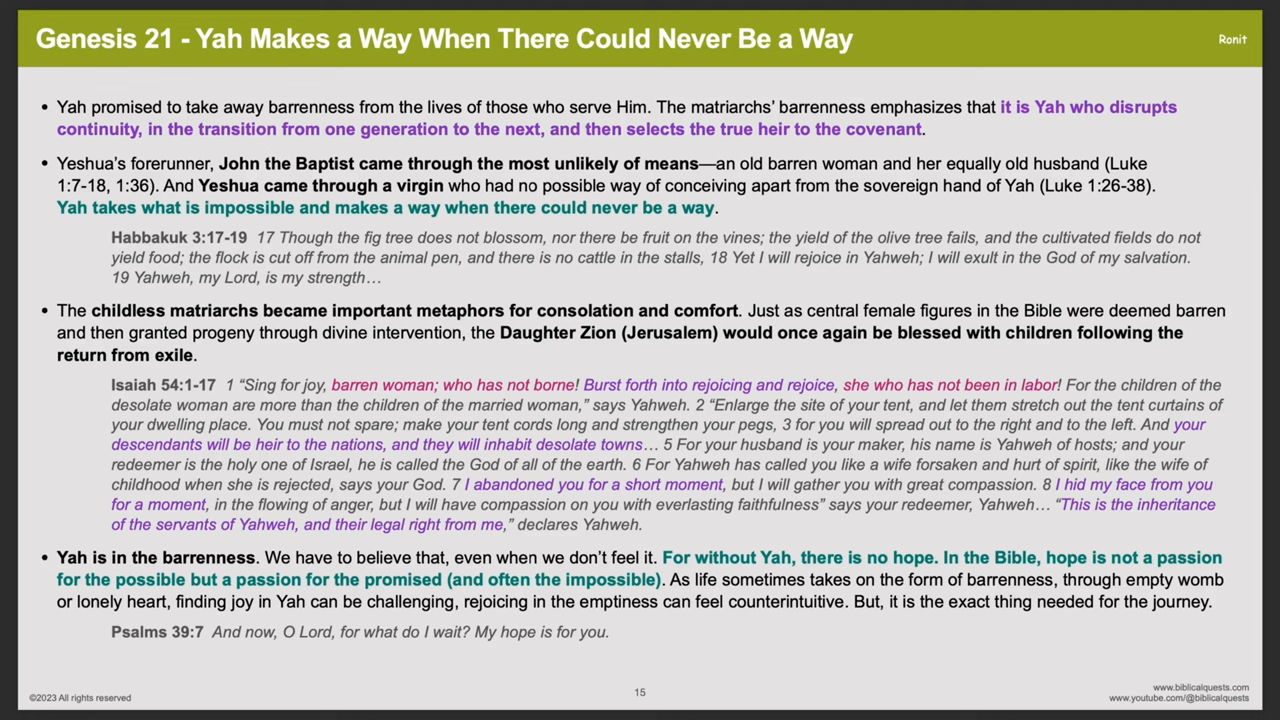 Genesis 21 - Yah Makes a Way When There Could Never Be a Way
Ronit
• Yah promised to take away barrenness from the lives of those who serve Him. The matriarchs' barrenness emphasizes that it is Yah who disrupts
continuity, in the transition from one generation to the next, and then selects the true heir to the covenant.
• Yeshua's forerunner, John the Baptist came through the most unlikely of means—an old barren woman and her equally old husband (Luke
1:7-18, 1:36). And Yeshua came through a virgin who had no possible way of conceiving apart from the sovereign hand of Yah (Luke 1:26-38).
Yah takes what is impossible and makes a way when there could never be a way.
Habbakuk 3:17-19 17 Though the fig tree does not blossom, nor there be fruit on the vines; the yield of the olive tree fails, and the cultivated fields do not
yield food; the flock is cut off from the animal pen, and there is no cattle in the stalls, 18 Yet I will rejoice in Yahweh; I will exult in the God of my salvation.
19 Yahweh, my Lord, is my strength…
• The childless matriarchs became important metaphors for consolation and comfort. Just as central female figures in the Bible were deemed barren
and then granted progeny through divine intervention, the Daughter Zion (Jerusalem) would once again be blessed with children following the
return from exile.
Isaiah 54:1-17 1 “Sing for joy, barren woman; who has not borne! Burst forth into rejoicing and rejoice, she who has not been in labor! For the children of the
desolate woman are more than the children of the married woman,” says Yahweh. 2 “Enlarge the site of your tent, and let them stretch out the tent curtains of
your dwelling place. You must not spare; make your tent cords long and strengthen your pegs, 3 for you will spread out to the right and to the left. And your
descendants will be heir to the nations, and they will inhabit desolate towns… 5 For your husband is your maker, his name is Yahweh of hosts; and your
redeemer is the holy one of Israel, he is called the God of all of the earth. 6 For Yahweh has called you like a wife forsaken and hurt of spirit, like the wife of
childhood when she is rejected, says your God. 7 I abandoned you for a short moment, but I will gather you with great compassion. 8 I hid my face from you
for a moment, in the flowing of anger, but I will have compassion on you with everlasting faithfulness” says your redeemer, Yahweh… “This is the inheritance
of the servants of Yahweh, and their legal right from me,” declares Yahweh.
• Yah is in the barrenness. We have to believe that, even when we don't feel it. For without Yah, there is no hope. In the Bible, hope is not a passion
for the possible but a passion for the promised (and often the impossible). As life sometimes takes on the form of barrenness, through empty womb
or lonely heart, finding joy in Yah can be challenging, rejoicing in the emptiness can feel counterintuitive. But, it is the exact thing needed for the journey.
Psalms 39:7 And now, O Lord, for what do I wait? My hope is for you.
©2023 All rights reserved
15
www.biblicalquests.com
www.youtube.com/@biblicalquests